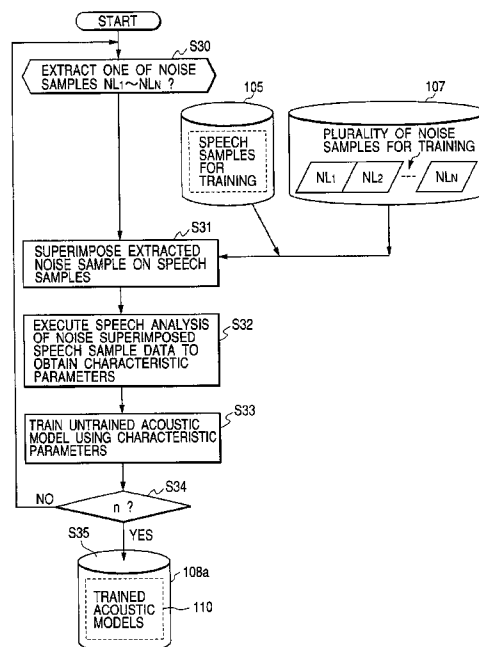 START
S30
EXTRACT ONE OF NOISE
SAMPLES NL1~NLN ?
105
SPEECH
SAMPLES
FOR
TRAINING
107
PLURALITY OF NOISE
SAMPLES FOR TRAINING
NL1 NL2 --- NLN
S31
SUPERIMPOSE EXTRACTED
NOISE SAMPLE ON SPEECH
SAMPLES
S32
EXECUTE SPEECH ANALYSIS
OF NOISE SUPERIMPOSED
SPEECH SAMPLE DATA TO
OBTAIN CHARACTERISTIC
PARAMETERS
S33
TRAIN UNTRAINED ACOUSTIC
MODEL USING CHARACTERISTIC
PARAMETERS
S34
NO
n ?
YES
S35
108a
TRAINED
ACOUSTIC
MODELS
110